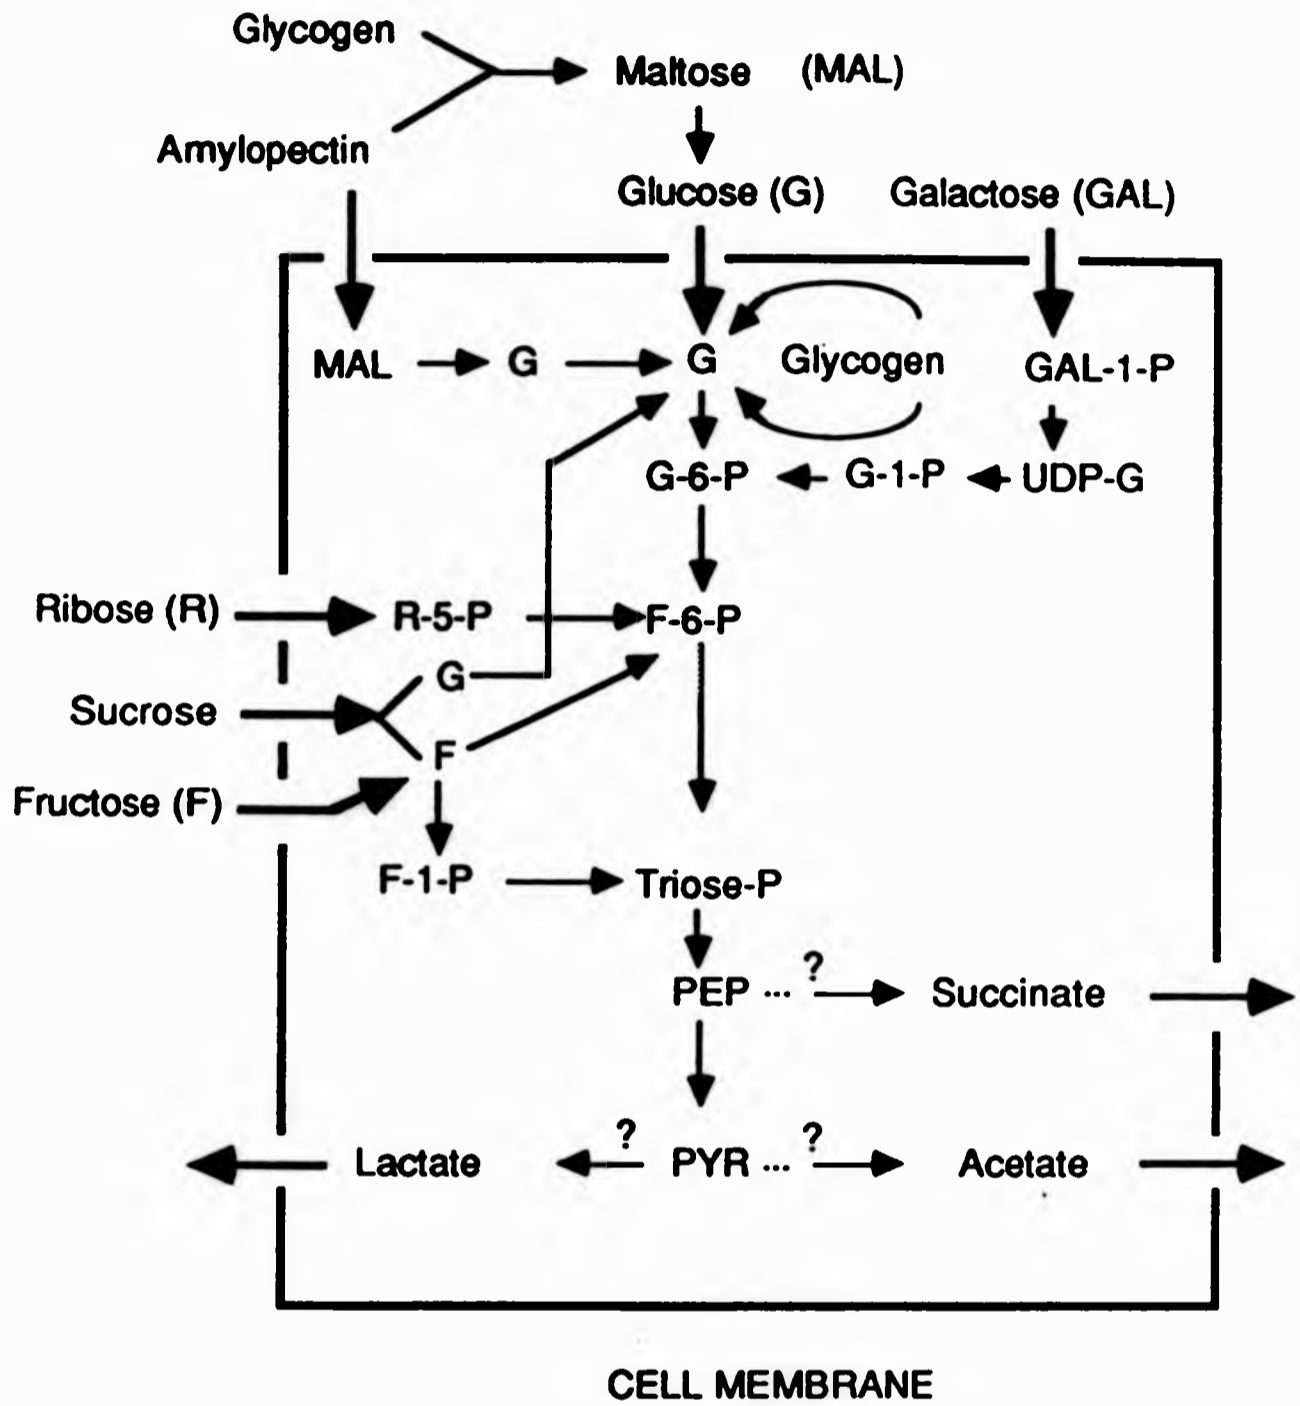 Glycogen
Maltose (MAL)
Amylopectin
Glucose (G) Galactose (GAL)
MAL G G Glycogen GAL-1-P
G-6-P G-1-P UDP-G
Ribose (R) R-5-P F-6-P
G
Sucrose
F
Fructose (F)
F-1-P Triose-P
?
PEP ... Succinate
? ?
Lactate PYR ... Acetate
CELL MEMBRANE